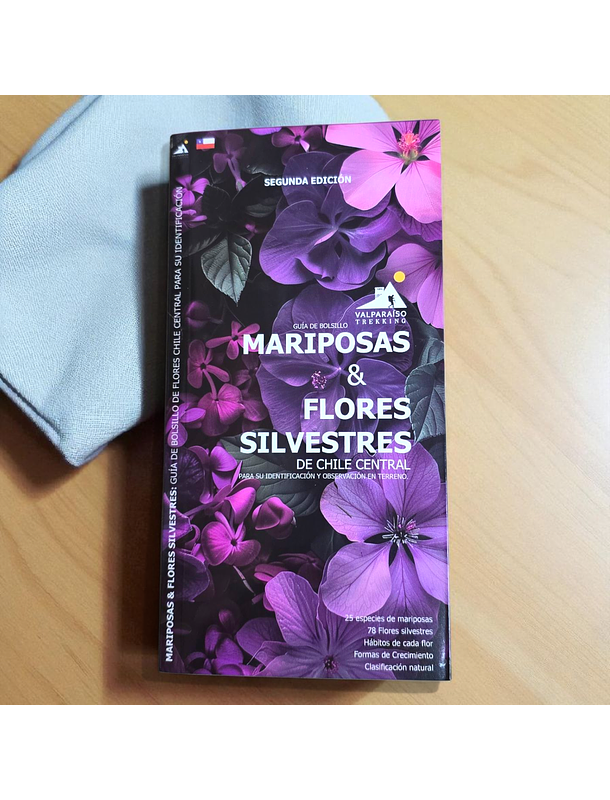 MARIPOSAS & FLORES SILVESTRES: GUÍA DE BOLSILLO DE FLORES CHILE CENTRAL PARA SU IDENTIFICACIÓN
SEGUNDA EDICIÓN
VALPARAÍSO
TREKKING
GUÍA DE BOLSILLO
MARIPOSAS
&
FLORES
SILVESTRES
DE CHILE CENTRAL
PARA SU IDENTIFICACIÓN Y OBSERVACIÓN EN TERRENO.
25 especies de mariposas
78 Flores silvestres
Hábitos de cada flor
Formas de Crecimiento
Clasificación natural